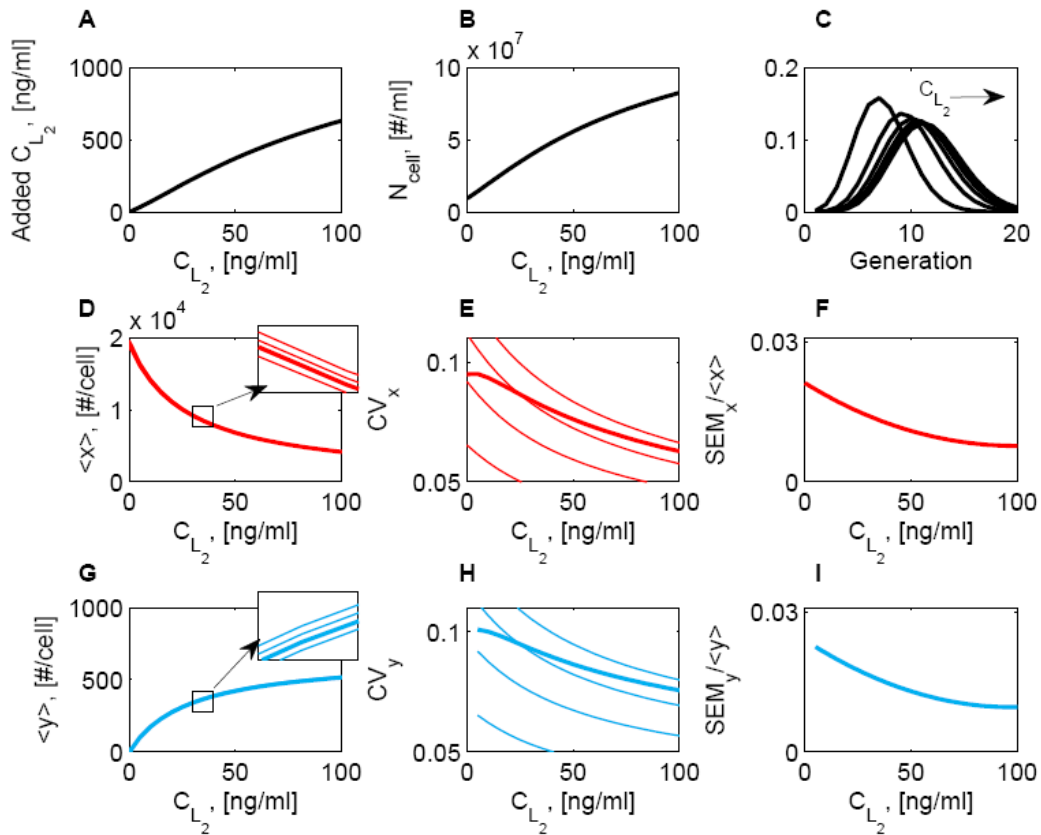 A
Added C_L2, [ng/ml]
1000
500
0
0 50 100
C_L2, [ng/ml]
B
x 10^7
N_cell, [#/ml]
10
5
0
0 50 100
C_L2, [ng/ml]
C
0.2
0.1
0
C_L2
0 10 20
Generation
D
x 10^4
<x>, [#/cell]
2
1
0
0 50 100
C_L2, [ng/ml]
E
CV_x
0.1
0.05
0 50 100
C_L2, [ng/ml]
F
SEM_x/<x>
0.03
0
0 50 100
C_L2, [ng/ml]
G
<y>, [#/cell]
1000
500
0
0 50 100
C_L2, [ng/ml]
H
CV_y
0.1
0.05
0 50 100
C_L2, [ng/ml]
I
SEM_y/<y>
0.03
0
0 50 100
C_L2, [ng/ml]